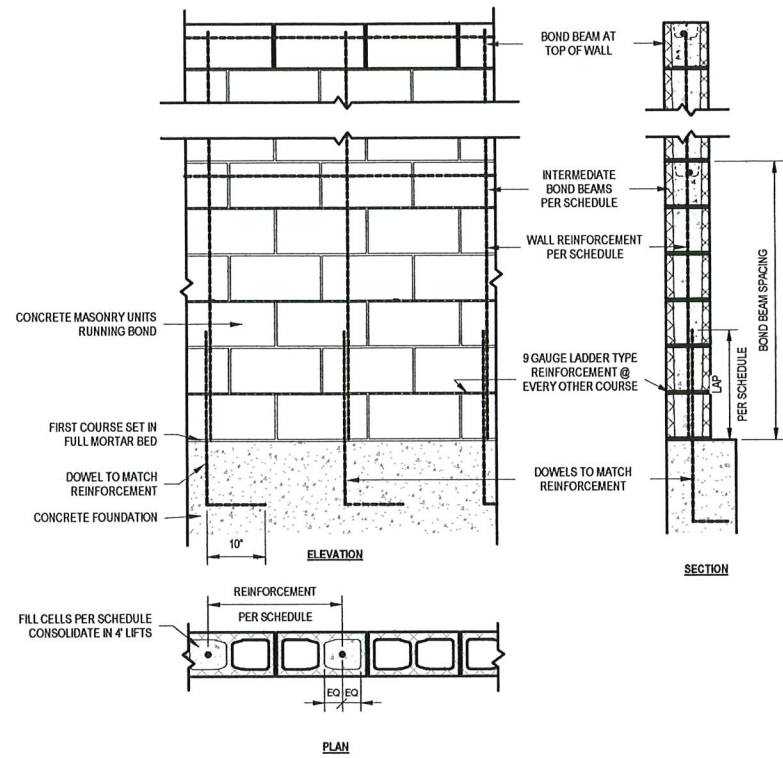 BOND BEAM AT
TOP OF WALL
INTERMEDIATE
BOND BEAMS
PER SCHEDULE
WALL REINFORCEMENT
PER SCHEDULE
CONCRETE MASONRY UNITS
RUNNING BOND
9 GAUGE LADDER TYPE
REINFORCEMENT @
EVERY OTHER COURSE
LAP
PER SCHEDULE
BOND BEAM SPACING
FIRST COURSE SET IN
FULL MORTAR BED
DOWEL TO MATCH
REINFORCEMENT
DOWELS TO MATCH
REINFORCEMENT
CONCRETE FOUNDATION
10"
ELEVATION
SECTION
REINFORCEMENT
PER SCHEDULE
FILL CELLS PER SCHEDULE
CONSOLIDATE IN 4' LIFTS
EQ EQ
PLAN